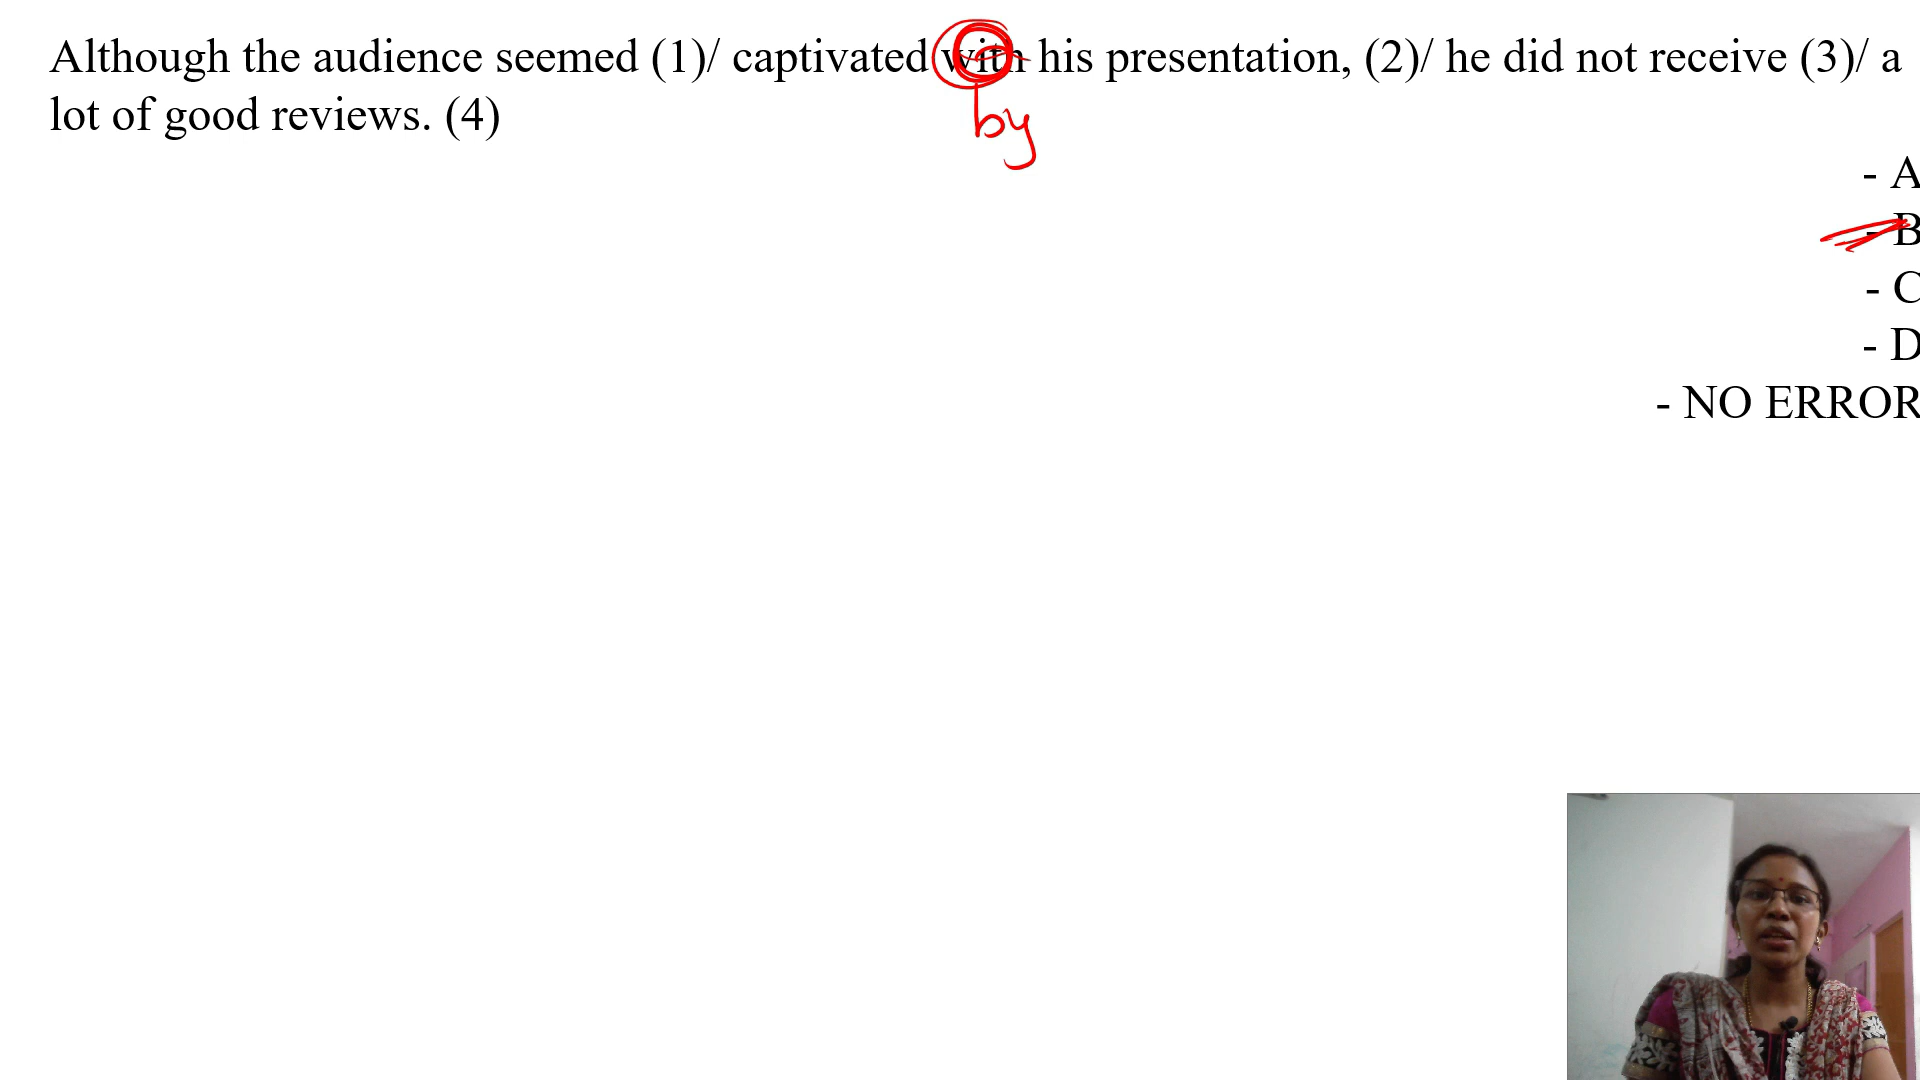 Although the audience seemed (1)/ captivated with his presentation, (2)/ he did not receive (3)/ a
lot of good reviews. (4)
by
- A
- B
- C
- D
- NO ERROR